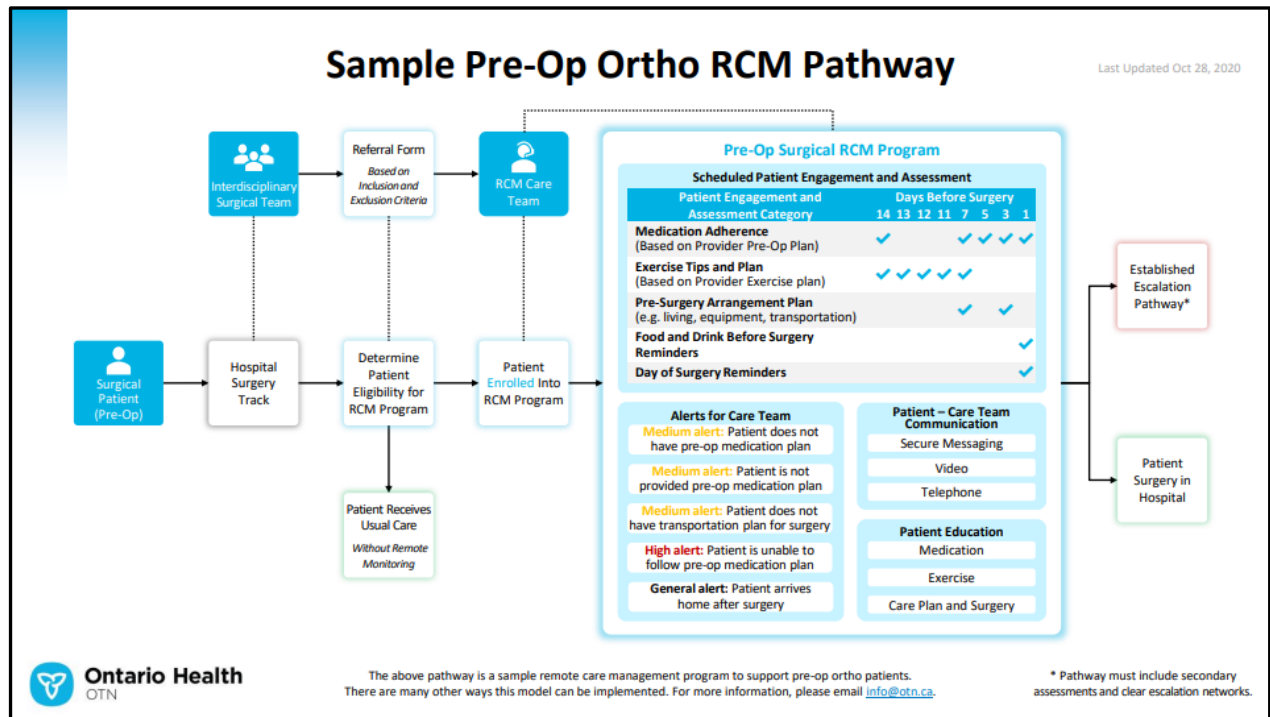 Sample Pre-Op Ortho RCM Pathway
Last Updated Oct 28, 2020
Interdisciplinary
Surgical Team
Referral Form
Based on
Inclusion and
Exclusion Criteria
RCM Care
Team
Surgical
Patient
(Pre-Op)
Hospital
Surgery
Track
Determine
Patient
Eligibility for
RCM Program
Patient
Enrolled Into
RCM Program
Patient Receives
Usual Care
Without Remote
Monitoring
Pre-Op Surgical RCM Program
Scheduled Patient Engagement and Assessment
Patient Engagement and
Assessment Category
Days Before Surgery
14 13 12 11 7 5 3 1
Medication Adherence
(Based on Provider Pre-Op Plan)
Exercise Tips and Plan
(Based on Provider Exercise plan)
Pre-Surgery Arrangement Plan
(e.g. living, equipment, transportation)
Food and Drink Before Surgery
Reminders
Day of Surgery Reminders
Alerts for Care Team
Medium alert: Patient does not
have pre-op medication plan
Medium alert: Patient is not
provided pre-op medication plan
Medium alert: Patient does not
have transportation plan for surgery
High alert: Patient is unable to
follow pre-op medication plan
General alert: Patient arrives
home after surgery
Patient – Care Team
Communication
Secure Messaging
Video
Telephone
Patient Education
Medication
Exercise
Care Plan and Surgery
Established
Escalation
Pathway*
Patient
Surgery in
Hospital
Ontario Health
OTN
The above pathway is a sample remote care management program to support pre-op ortho patients.
There are many other ways this model can be implemented. For more information, please email info@otn.ca.
* Pathway must include secondary
assessments and clear escalation networks.